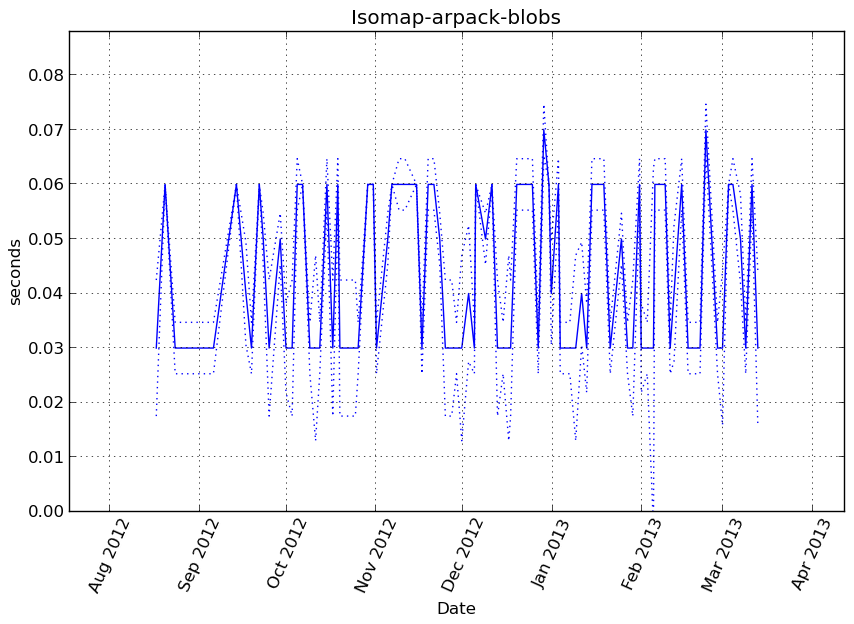 Isomap-arpack-blobs
0.08
0.07
0.06
0.05
0.04
0.03
0.02
0.01
0.00
seconds
Aug 2012
Sep 2012
Oct 2012
Nov 2012
Dec 2012
Jan 2013
Feb 2013
Mar 2013
Apr 2013
Date